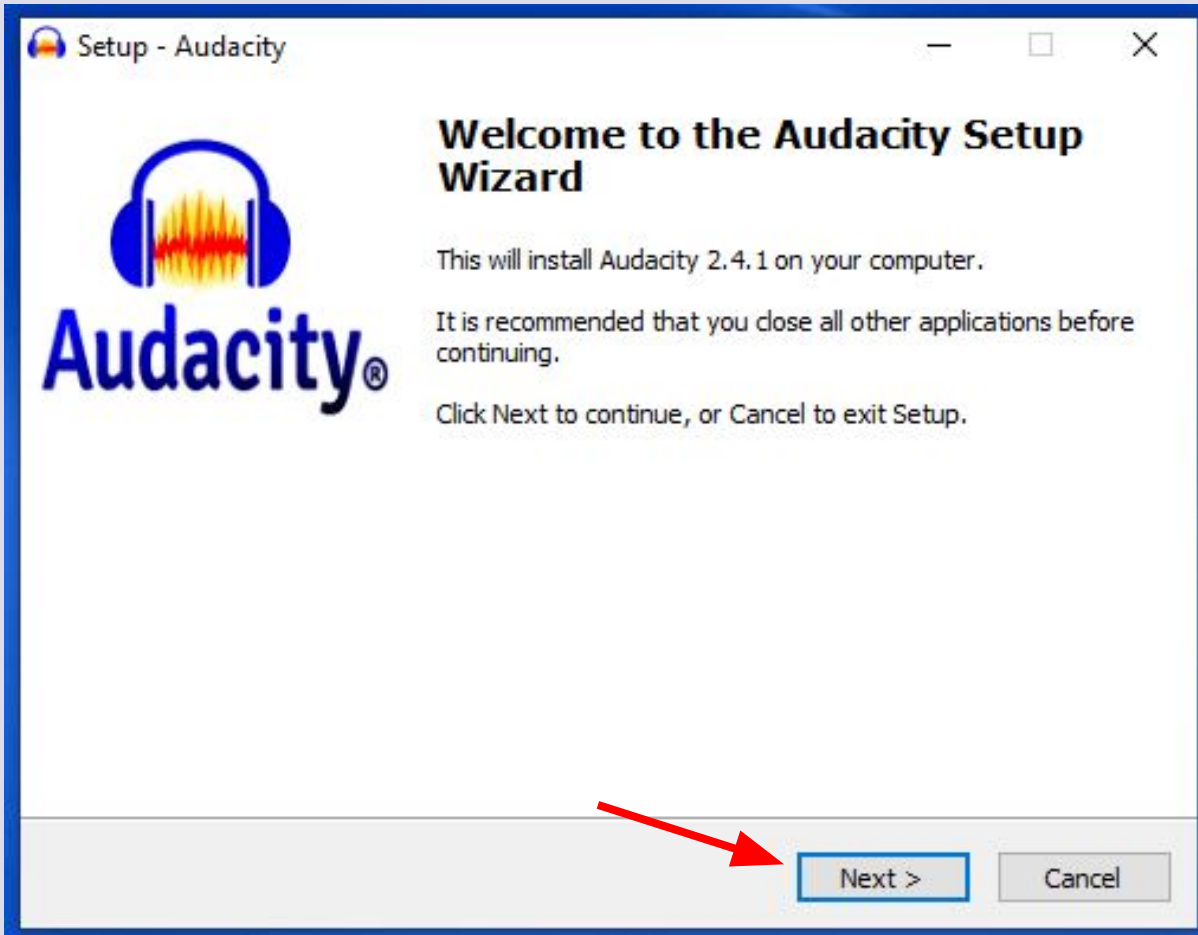 Setup - Audacity
Audacity®
Welcome to the Audacity Setup
Wizard
This will install Audacity 2.4.1 on your computer.
It is recommended that you close all other applications before
continuing.
Click Next to continue, or Cancel to exit Setup.
Next >
Cancel